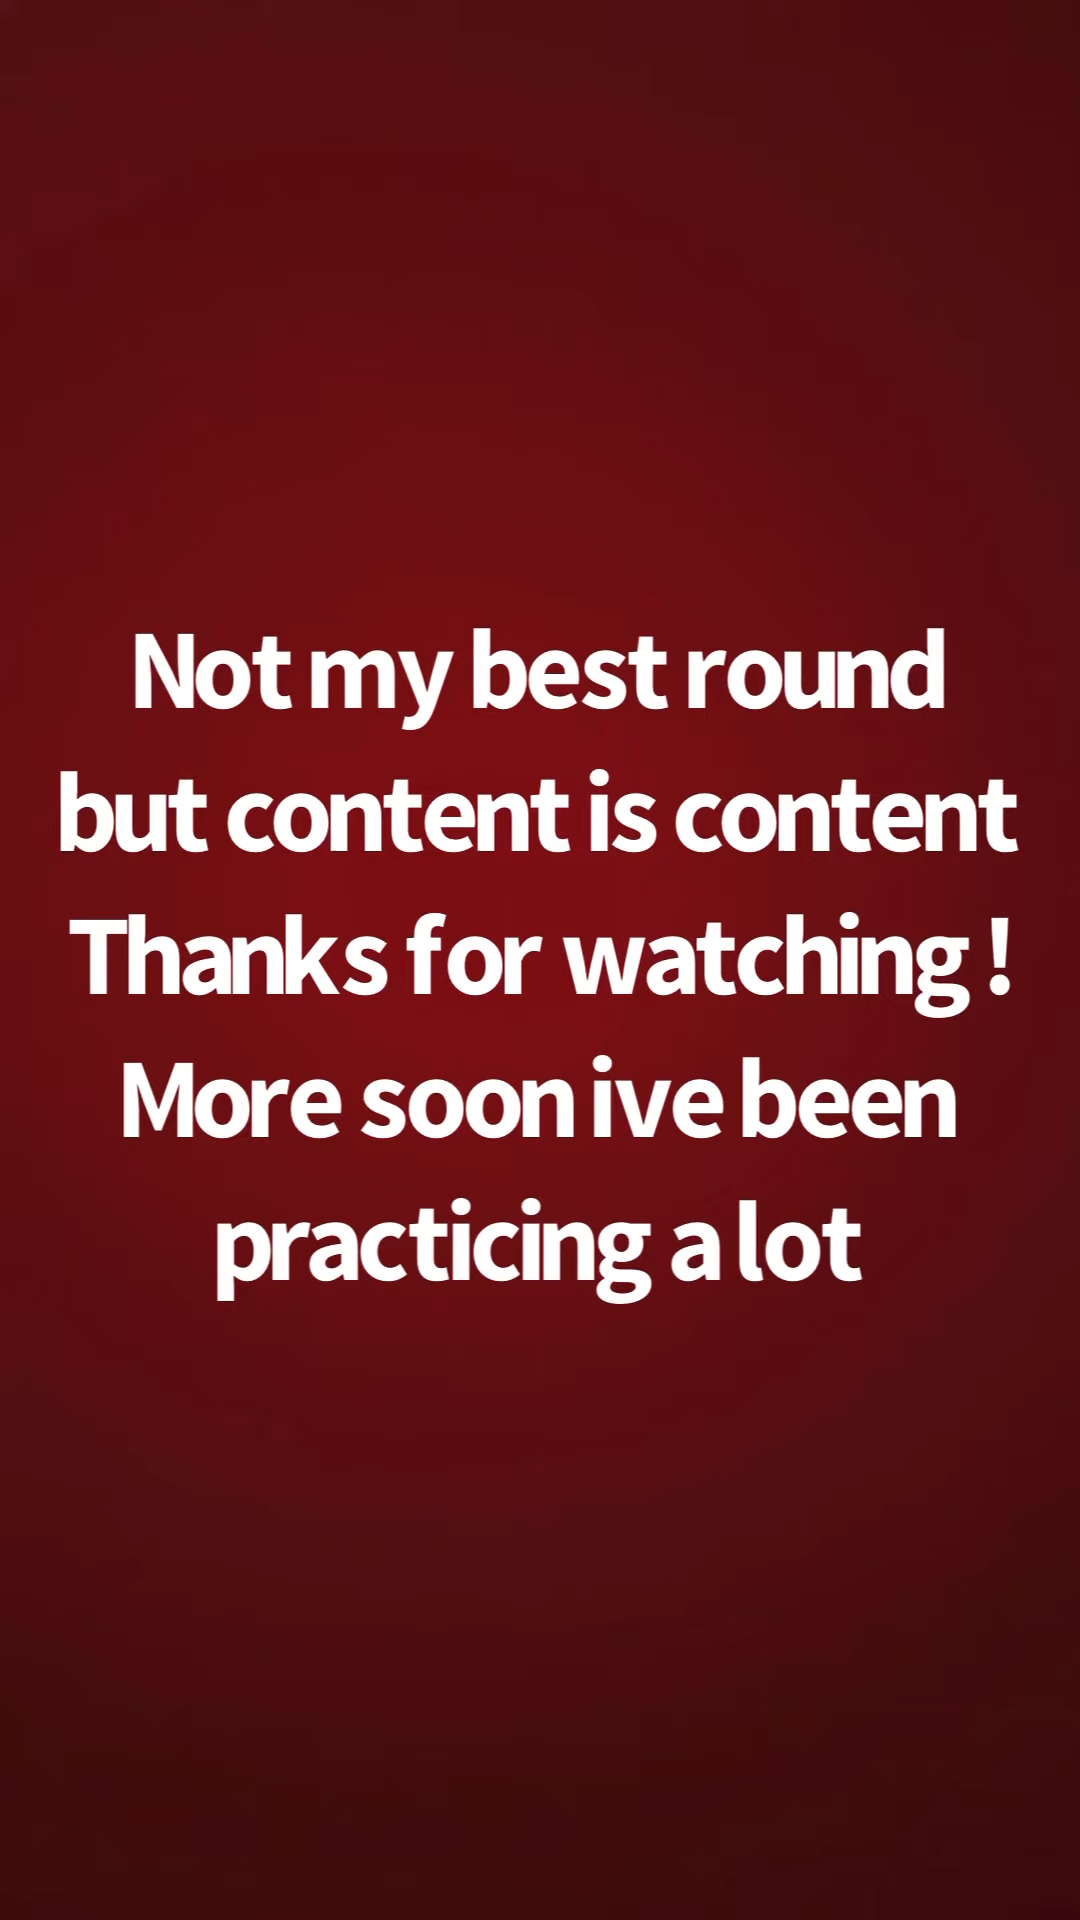 Not my best round
but content is content
Thanks for watching !
More soon ive been
practicing a lot